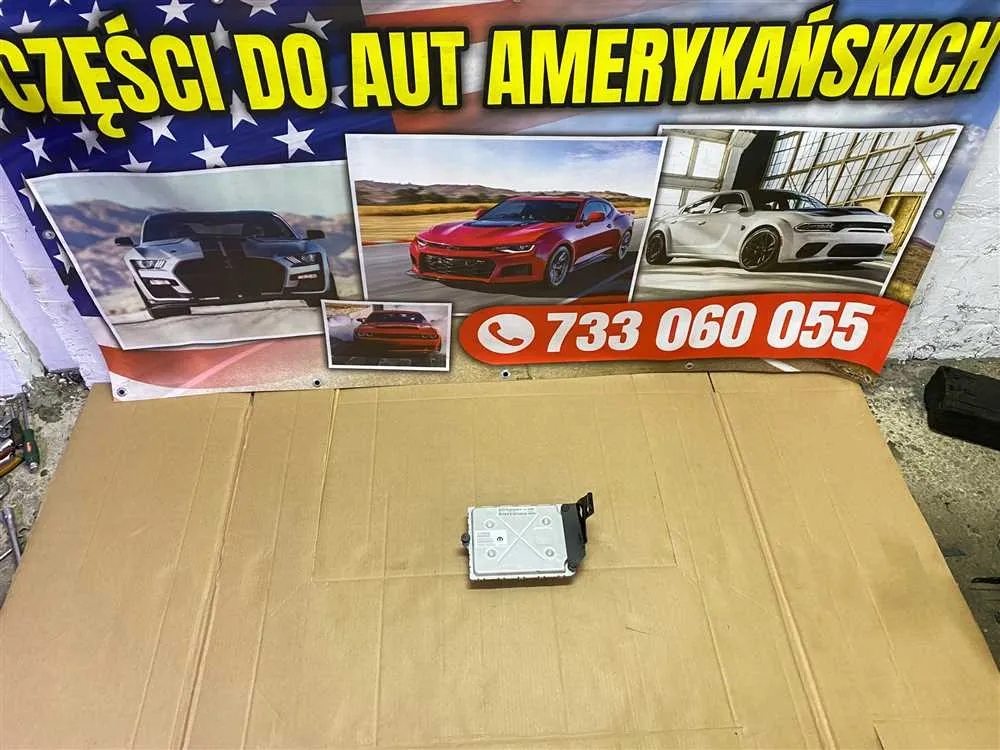 CZĘŚCI DO AUT AMERYKAŃSKICH
733 060 055